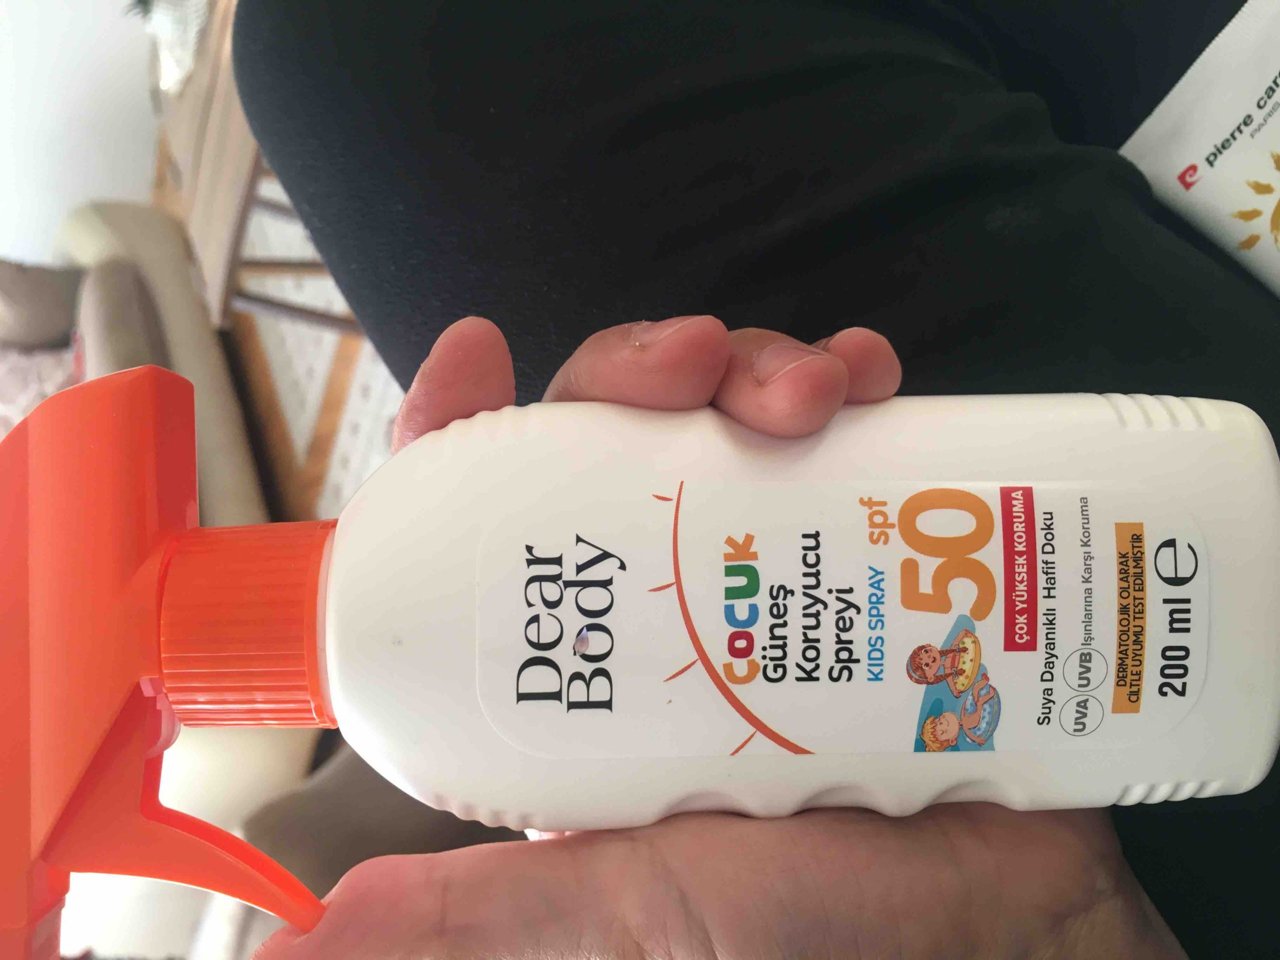 Dear
Body
ÇOCUK
Güneş
Koruyucu
Spreyi
KIDS SPRAY spf
50
ÇOK YÜKSEK KORUMA
Suya Dayanıklı Hafif Doku
UVA UVB Işınlarına Karşı Koruma
DERMATOLOJİK OLARAK
CİLTLE UYUMU TEST EDİLMİŞTİR
200 ml e
pierre car
PARIS